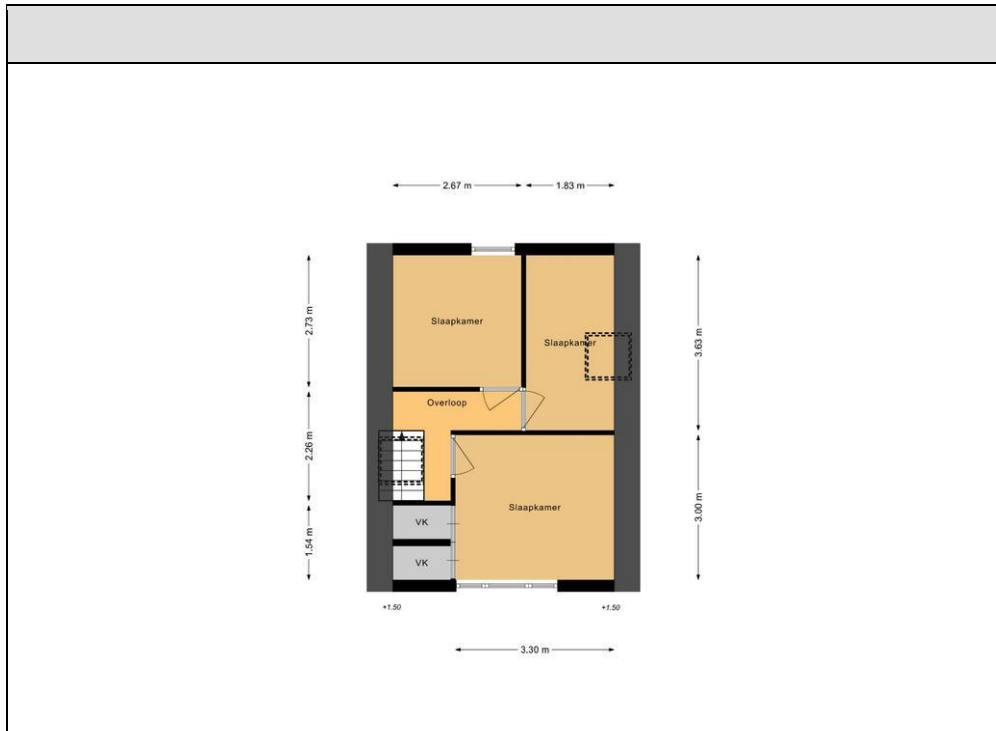 2.67 m
1.83 m
2.73 m
Slaapkamer
Slaapkamer
3.63 m
Overloop
2.26 m
Slaapkamer
3.00 m
VK
1.54 m
VK
+1.50
+1.50
3.30 m